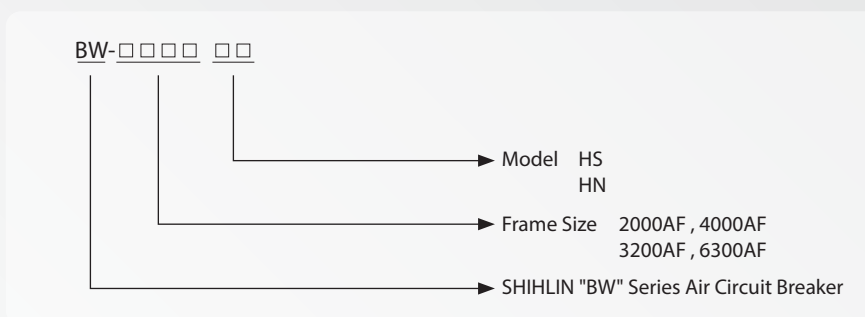 BW-□□□□ □□
Model HS
HN
Frame Size 2000AF , 4000AF
3200AF , 6300AF
SHIHLIN "BW" Series Air Circuit Breaker